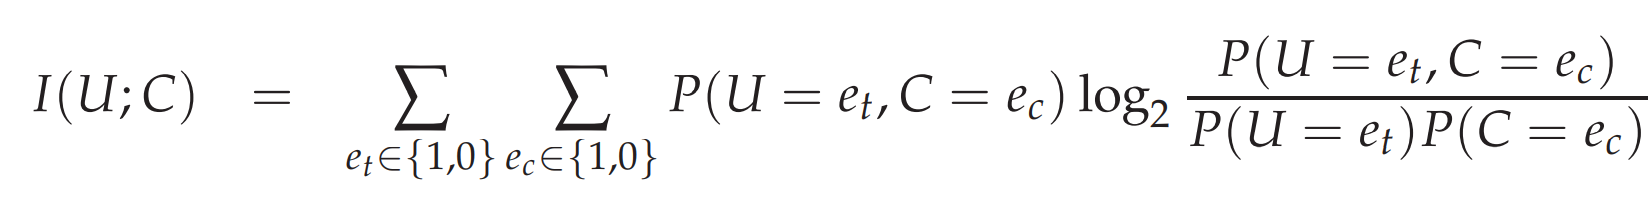 I(U; C) = ∑_{e_t∈{1,0}} ∑_{e_c∈{1,0}} P(U = e_t, C = e_c) log_2 \frac{P(U = e_t, C = e_c)}{P(U = e_t)P(C = e_c)}